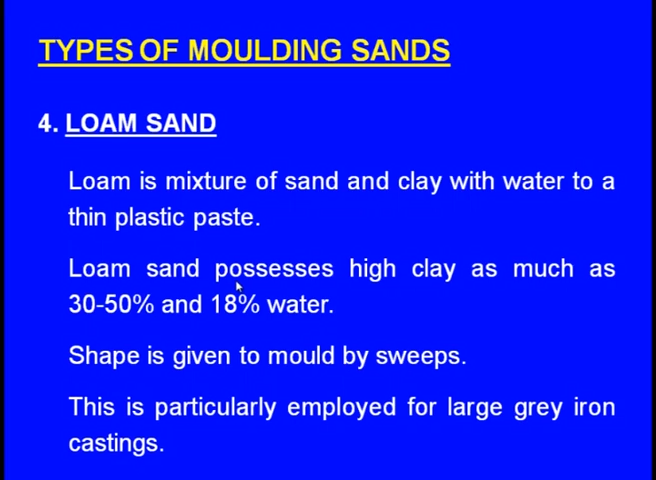 TYPES OF MOULDING SANDS
4. LOAM SAND
Loam is mixture of sand and clay with water to a
thin plastic paste.
Loam sand possesses high clay as much as
30-50% and 18% water.
Shape is given to mould by sweeps.
This is particularly employed for large grey iron
castings.